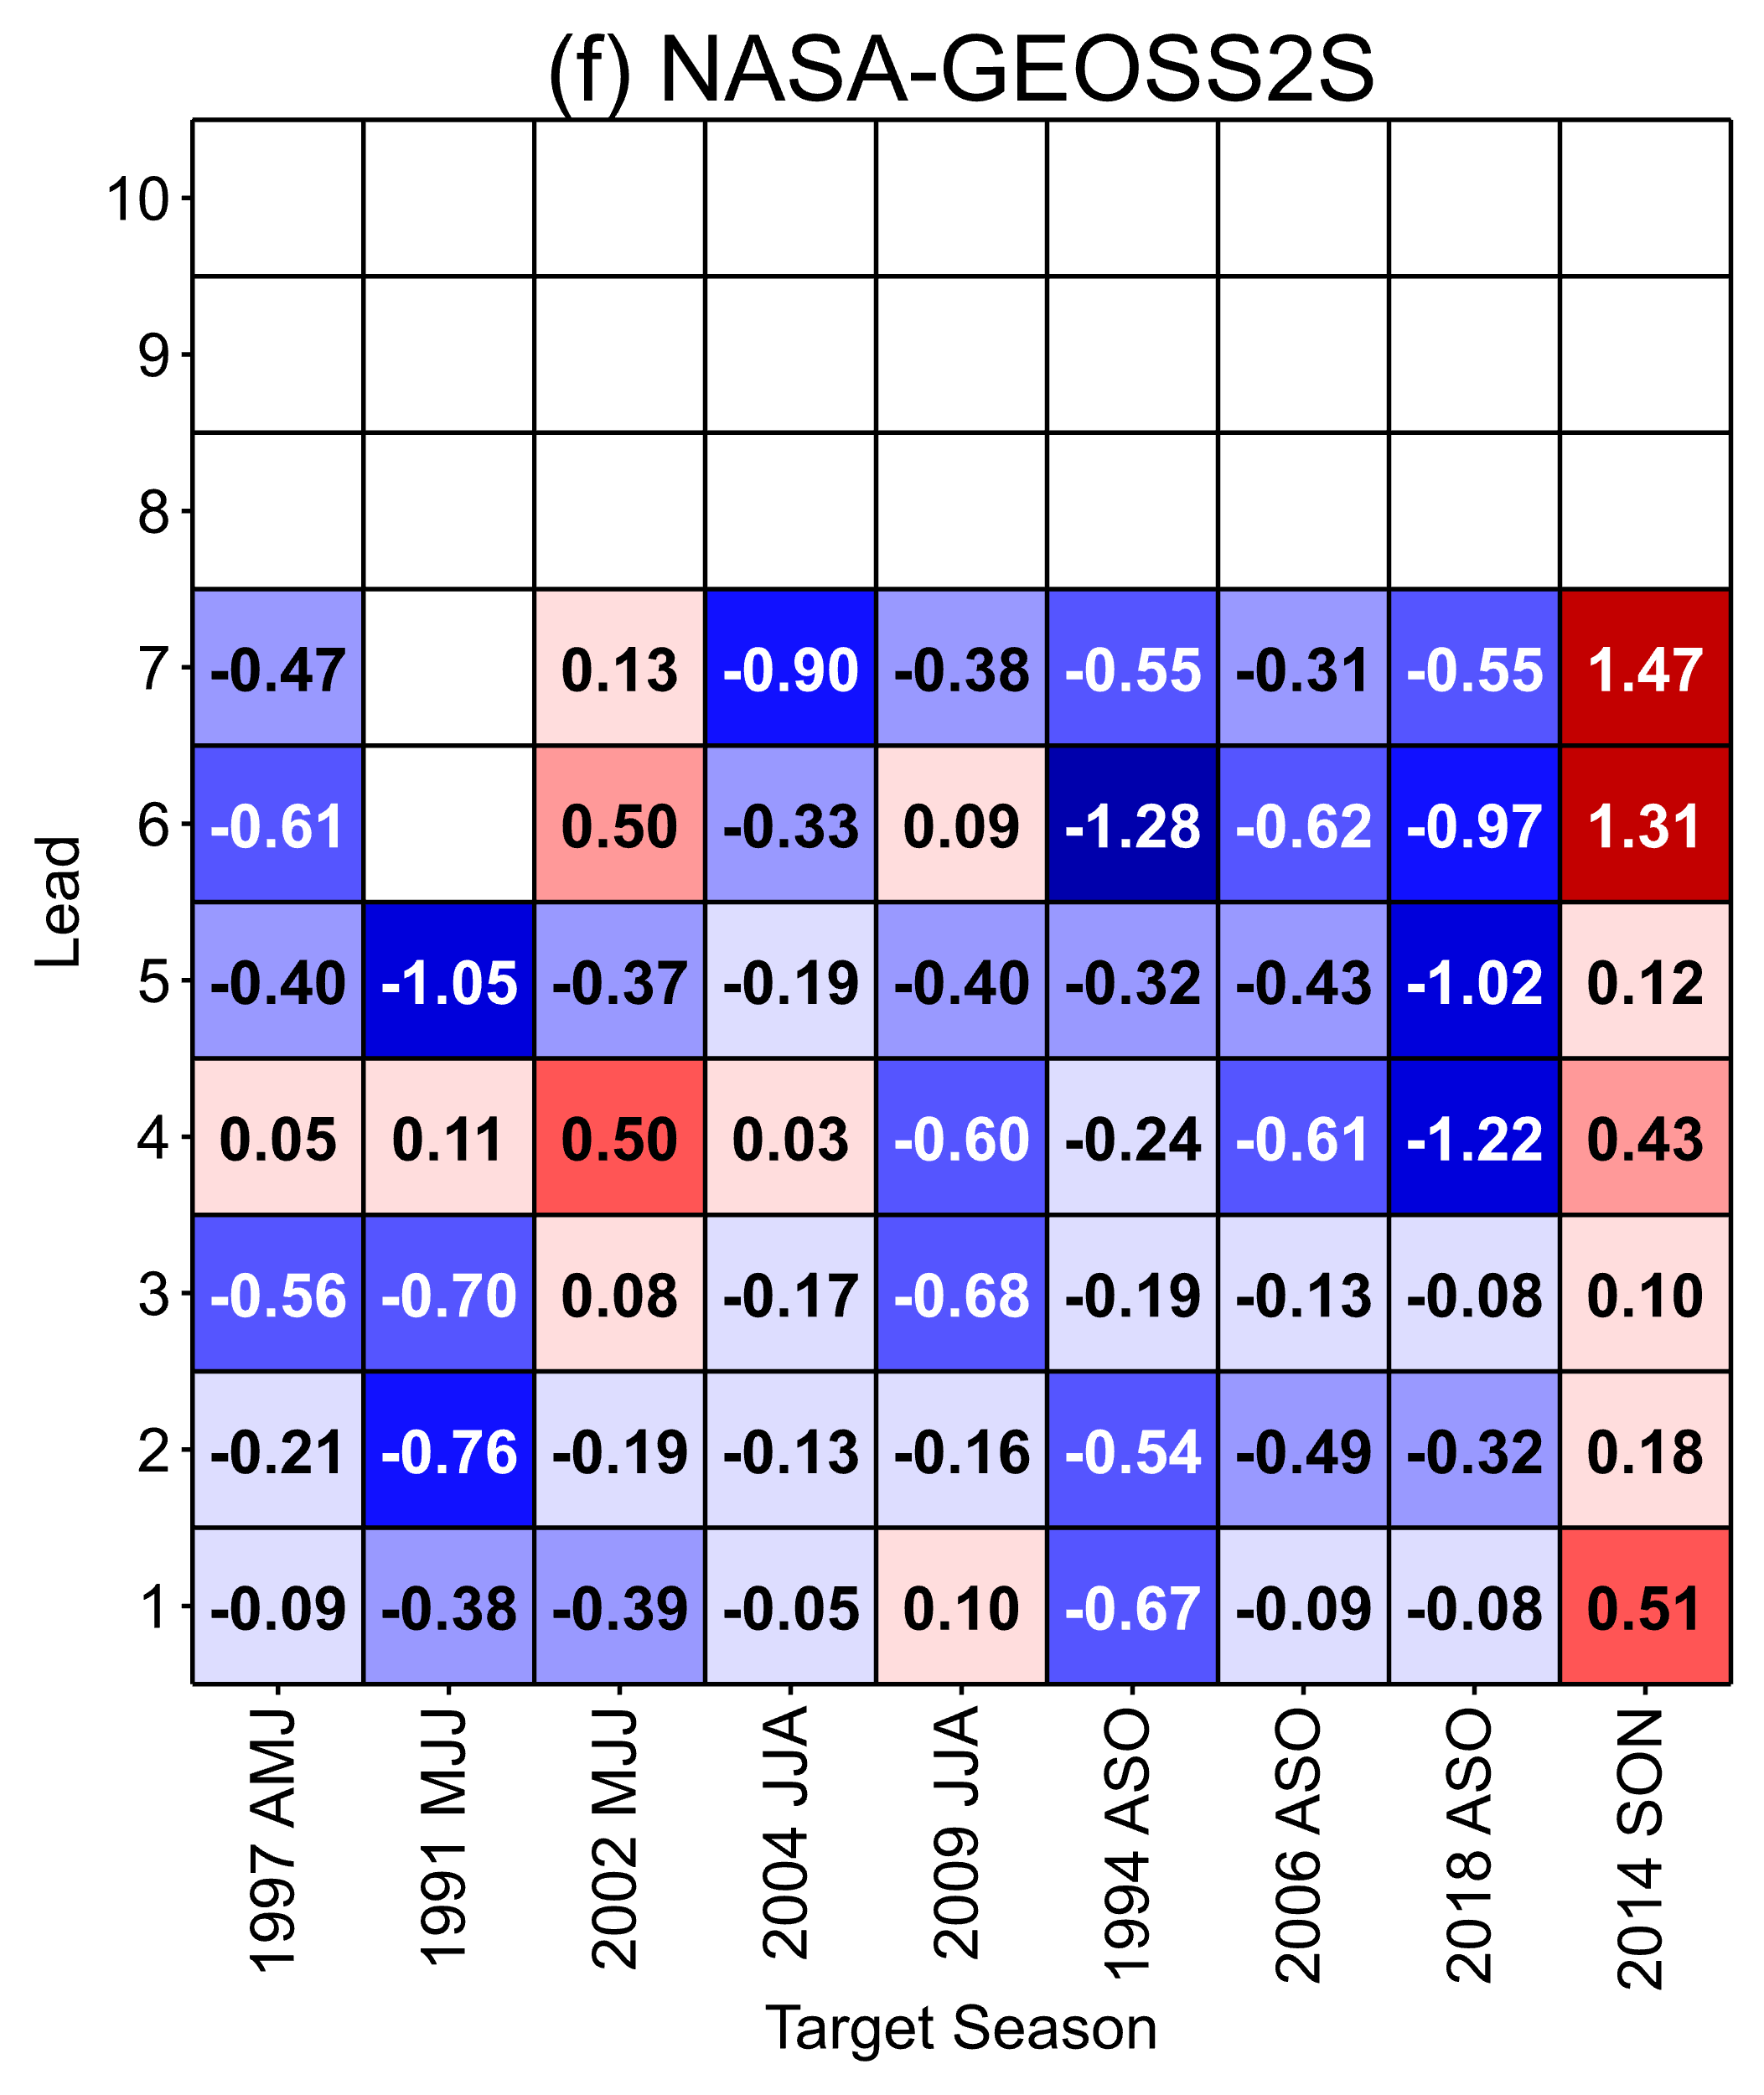 (f) NASA-GEOSS2S
10
9
8
7 -0.47 0.13 -0.90 -0.38 -0.55 -0.31 -0.55 1.47
6 -0.61 0.50 -0.33 0.09 -1.28 -0.62 -0.97 1.31
5 -0.40 -1.05 -0.37 -0.19 -0.40 -0.32 -0.43 -1.02 0.12
4 0.05 0.11 0.50 0.03 -0.60 -0.24 -0.61 -1.22 0.43
3 -0.56 -0.70 0.08 -0.17 -0.68 -0.19 -0.13 -0.08 0.10
2 -0.21 -0.76 -0.19 -0.13 -0.16 -0.54 -0.49 -0.32 0.18
1 -0.09 -0.38 -0.39 -0.05 0.10 -0.67 -0.09 -0.08 0.51
Lead
1997 AMJ
1991 MJJ
2002 MJJ
2004 JJA
2009 JJA
1994 ASO
2006 ASO
2018 ASO
2014 SON
Target Season